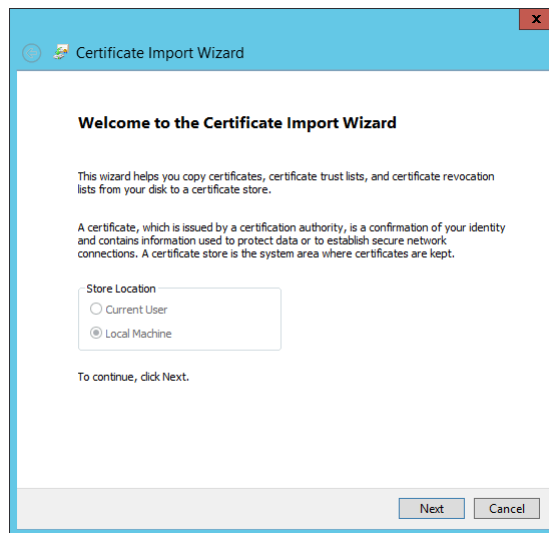 x
Certificate Import Wizard
Welcome to the Certificate Import Wizard
This wizard helps you copy certificates, certificate trust lists, and certificate revocation
lists from your disk to a certificate store.
A certificate, which is issued by a certification authority, is a confirmation of your identity
and contains information used to protect data or to establish secure network
connections. A certificate store is the system area where certificates are kept.
Store Location
Current User
Local Machine
To continue, click Next.
Next Cancel